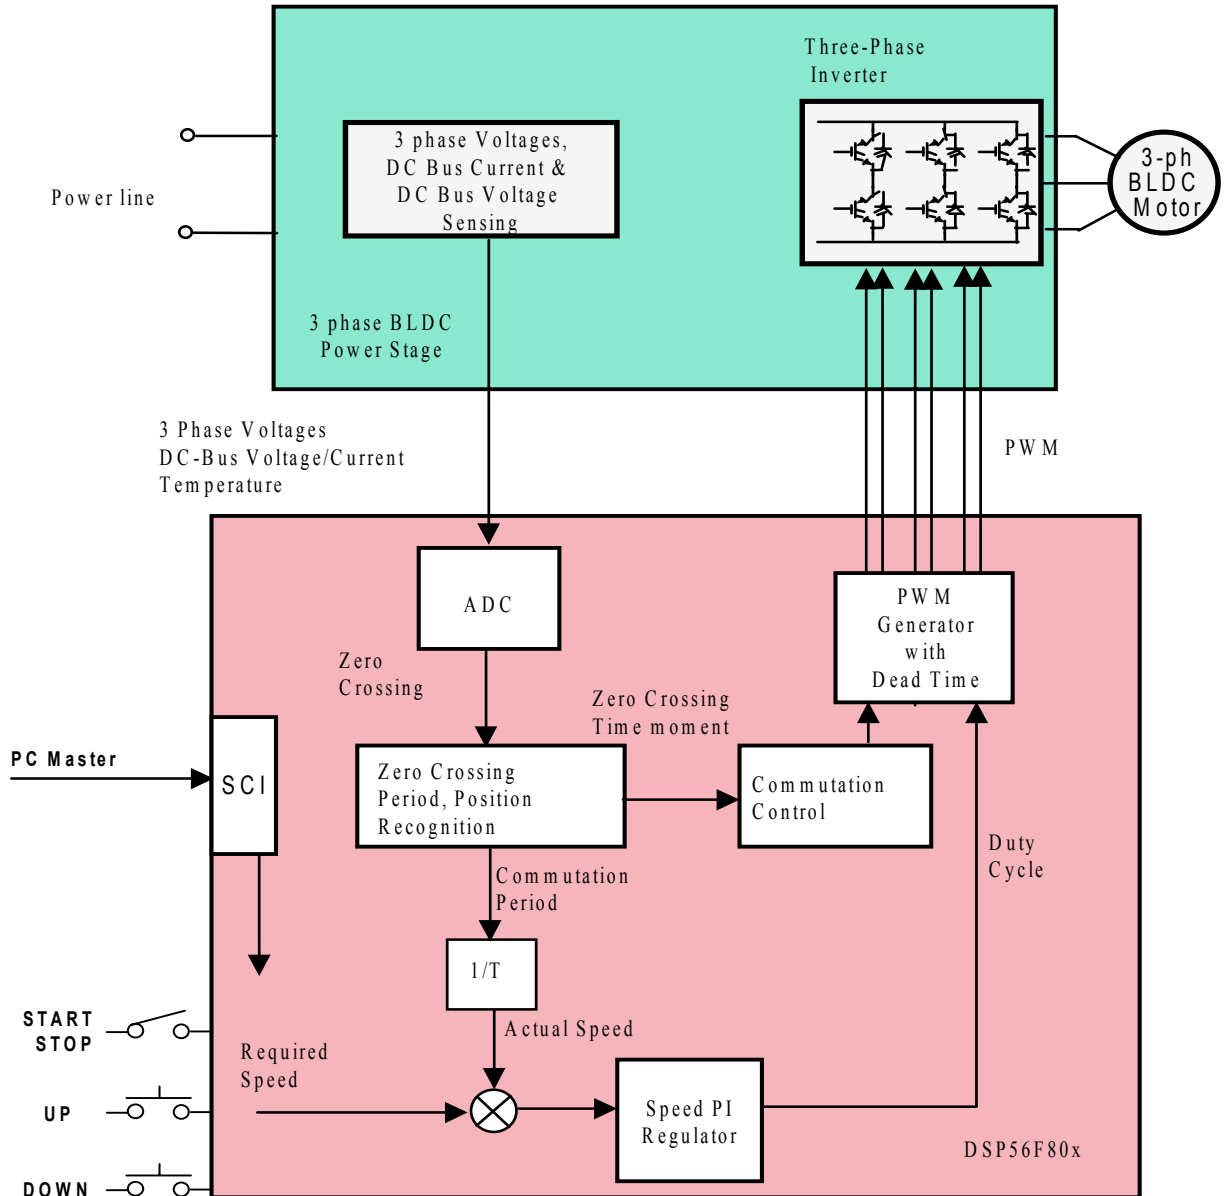 Three-Phase
Inverter
3 phase Voltages,
DC Bus Current &
DC Bus Voltage
Sensing
3-ph
BLDC
Motor
Power line
3 phase BLDC
Power Stage
3 Phase Voltages
DC-Bus Voltage/Current
Temperature
PWM
ADC
PWM
Generator
with
Dead Time
Zero
Crossing
Zero Crossing
Time moment
PC Master
SCI
Zero Crossing
Period, Position
Recognition
Commutation
Control
Duty
Cycle
Commutation
Period
1/T
START
STOP
Actual Speed
Required
Speed
UP
Speed PI
Regulator
DSP56F80x
DOWN